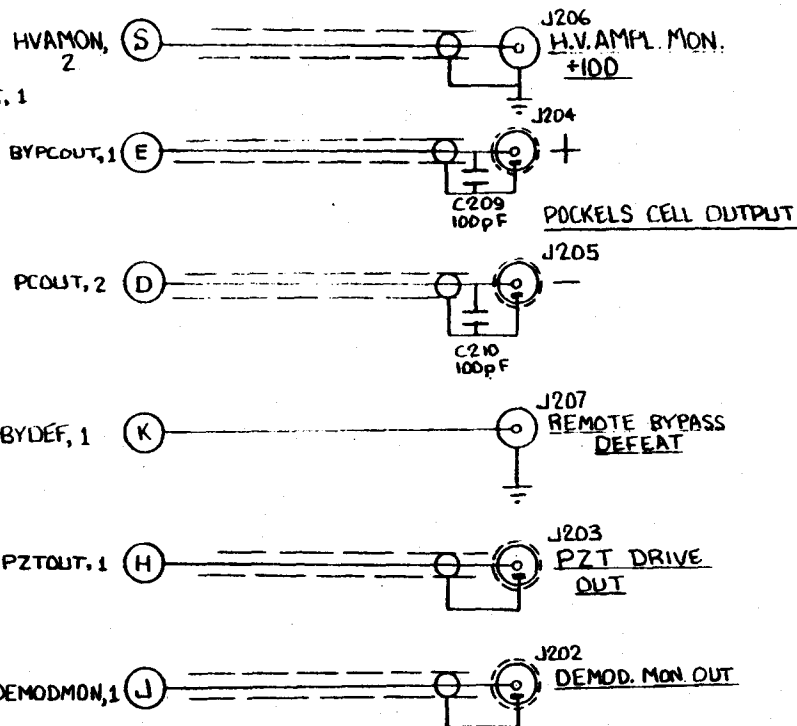 J206
HVAMON, S H.V. AMPL. MON.
2 +100
, 1
J204
BYPCOUT, 1 E +
C209
100pF POCKELS CELL OUTPUT
J205
PCOUT, 2 D −
C210
100pF
J207
BYDEF, 1 K REMOTE BYPASS
DEFEAT
J203
PZTOUT, 1 H PZT DRIVE
OUT
J202
DEMODMON, 1 J DEMOD. MON OUT